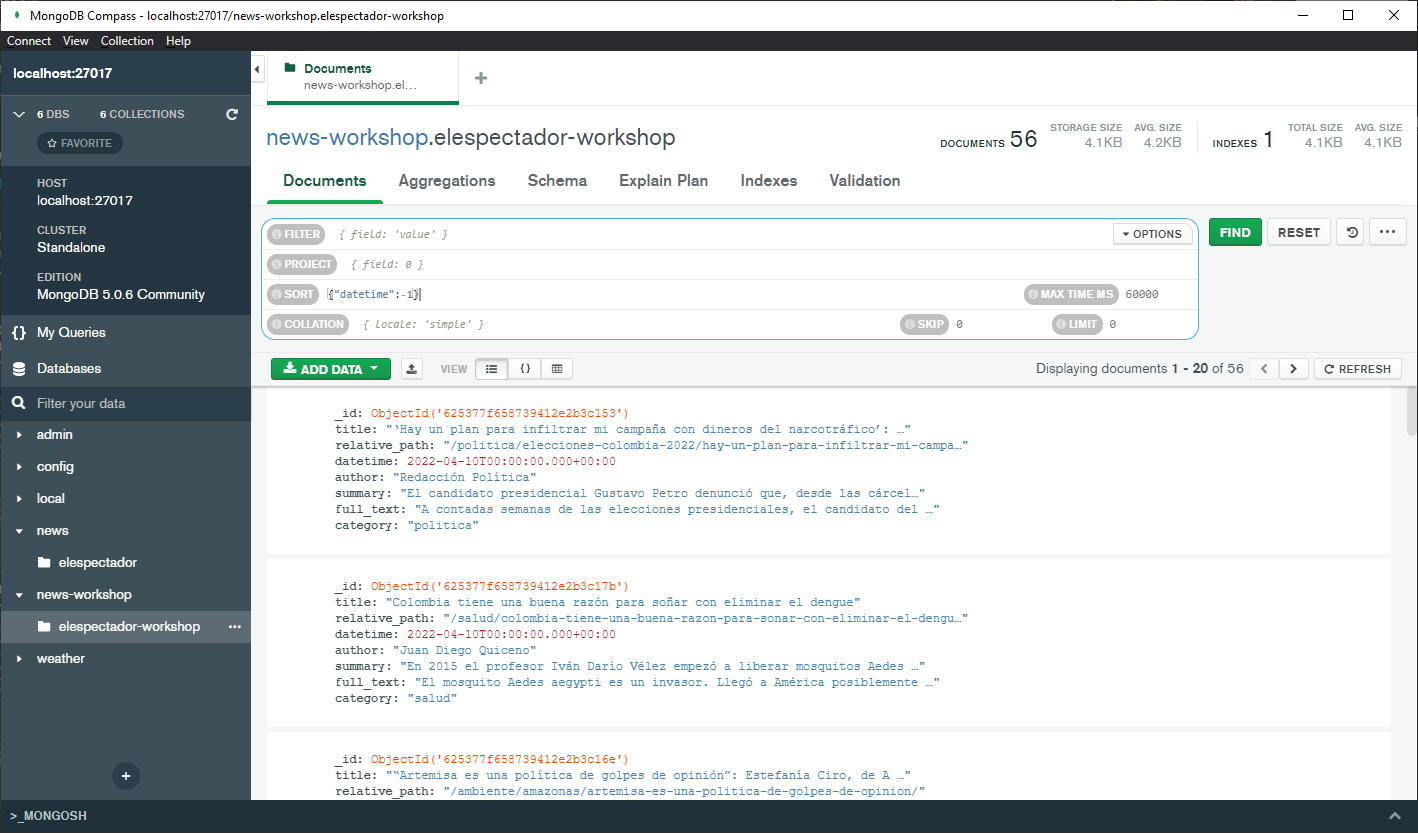 MongoDB Compass - localhost:27017/news-workshop.elespectador-workshop
Connect View Collection Help
localhost:27017
6 DBS 6 COLLECTIONS
FAVORITE
HOST
localhost:27017
CLUSTER
Standalone
EDITION
MongoDB 5.0.6 Community
{} My Queries
Databases
Filter your data
admin
config
local
news
elespectador
news-workshop
elespectador-workshop ...
weather
+
Documents
news-workshop.el...
+
news-workshop.elespectador-workshop
DOCUMENTS 56
STORAGE SIZE
4.1KB
AVG. SIZE
4.2KB
INDEXES 1
TOTAL SIZE
4.1KB
AVG. SIZE
4.1KB
Documents Aggregations Schema Explain Plan Indexes Validation
FILTER { field: 'value' } OPTIONS
FIND RESET ...
PROJECT { field: 0 }
SORT {"datetime":-1} MAX TIME MS 60000
COLLATION { locale: 'simple' } SKIP 0 LIMIT 0
ADD DATA VIEW {} Displaying documents 1 - 20 of 56 < > REFRESH
_id: ObjectId('625377f658739412e2b3c153')
title: "‘Hay un plan para infiltrar mi campaña con dineros del narcotráfico’: …"
relative_path: "/politica/elecciones-colombia-2022/hay-un-plan-para-infiltrar-mi-campa…"
datetime: 2022-04-10T00:00:00.000+00:00
author: "Redacción Política"
summary: "El candidato presidencial Gustavo Petro denunció que, desde las cárcel…"
full_text: "A contadas semanas de las elecciones presidenciales, el candidato del …"
category: "politica"
_id: ObjectId('625377f658739412e2b3c17b')
title: "Colombia tiene una buena razón para soñar con eliminar el dengue"
relative_path: "/salud/colombia-tiene-una-buena-razon-para-sonar-con-eliminar-el-dengu…"
datetime: 2022-04-10T00:00:00.000+00:00
author: "Juan Diego Quiceno"
summary: "En 2015 el profesor Iván Darío Vélez empezó a liberar mosquitos Aedes …"
full_text: "El mosquito Aedes aegypti es un invasor. Llegó a América posiblemente …"
category: "salud"
_id: ObjectId('625377f658739412e2b3c16e')
title: "“Artemisa es una política de golpes de opinión”: Estefanía Ciro, de A …"
relative_path: "/ambiente/amazonas/artemisa-es-una-politica-de-golpes-de-opinion/"
>_MONGOSH